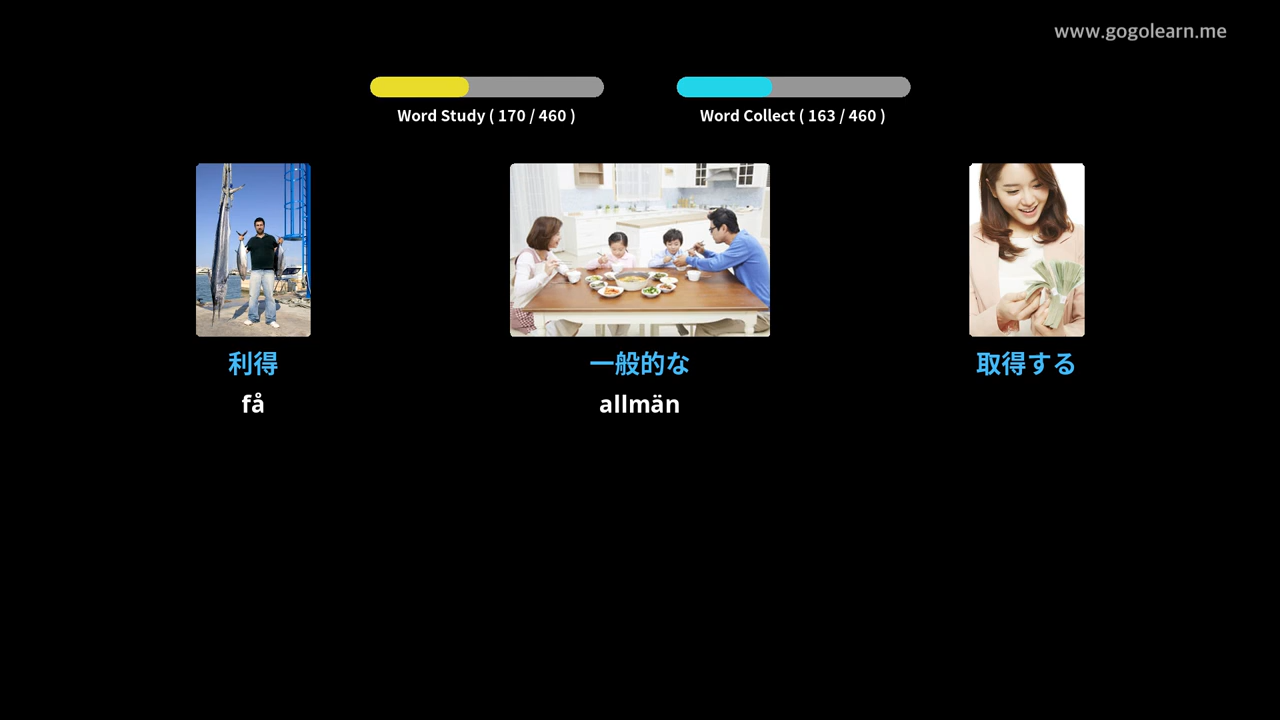 www.gogolearn.me
Word Study ( 170 / 460 )
Word Collect ( 163 / 460 )
利得
一般的な
取得する
få
allmän